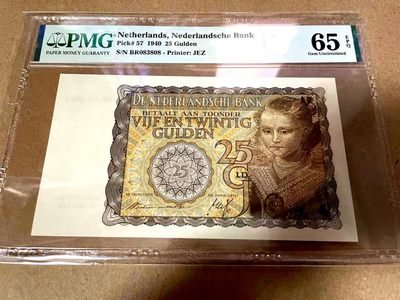 PMG
PAPER MONEY GUARANTY
Netherlands, Nederlandsche Bank
Pick# 57 1940 25 Gulden
S/N BR083808 - Printer: JEZ
65 EPQ
Gem Uncirculated
DE NEDERLANDSCHE BANK
BETAALT AAN TOONDER
VIJF EN TWINTIG
GULDEN
25
25
G